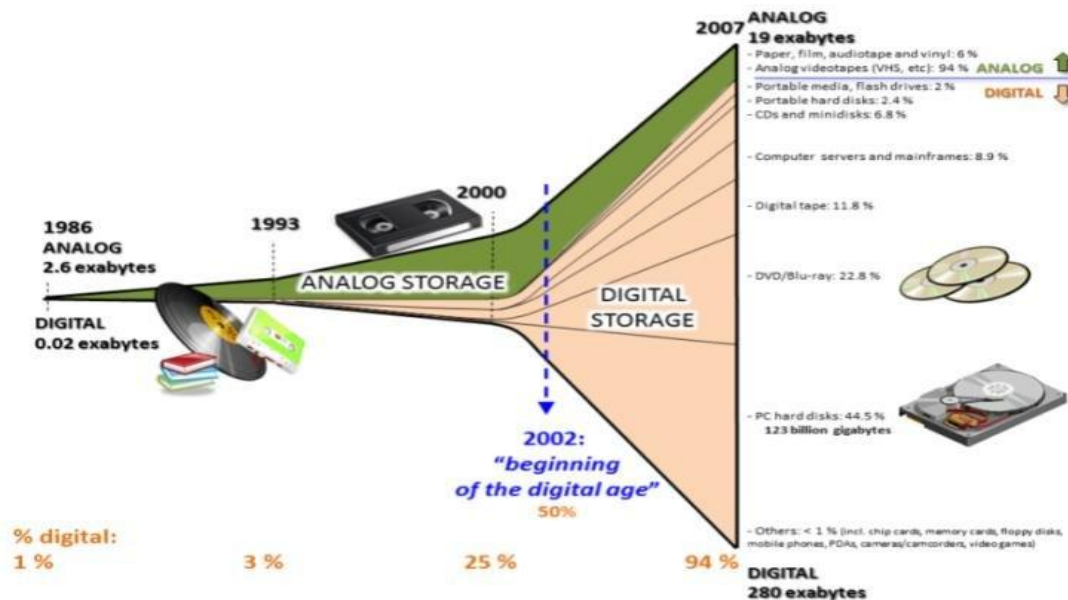 2007
ANALOG
19 exabytes
- Paper, film, audiotape and vinyl: 6 %
- Analog videotapes (VHS, etc): 94 %
ANALOG
DIGITAL
- Portable media, flash drives: 2 %
- Portable hard disks: 2.4 %
- CDs and minidisks: 6.8 %
- Computer servers and mainframes: 8.9 %
- Digital tape: 11.8 %
- DVD/Blu-ray: 22.8 %
- PC hard disks: 44.5 %
123 billion gigabytes
- Others: < 1 % (incl. chip cards, memory cards, floppy disks,
mobile phones, PDAs, cameras/camcorders, video games)
DIGITAL
280 exabytes
2000
1993
1986
ANALOG
2.6 exabytes
DIGITAL
0.02 exabytes
ANALOG STORAGE
DIGITAL
STORAGE
2002:
"beginning
of the digital age"
50%
% digital:
1 %
3 %
25 %
94 %